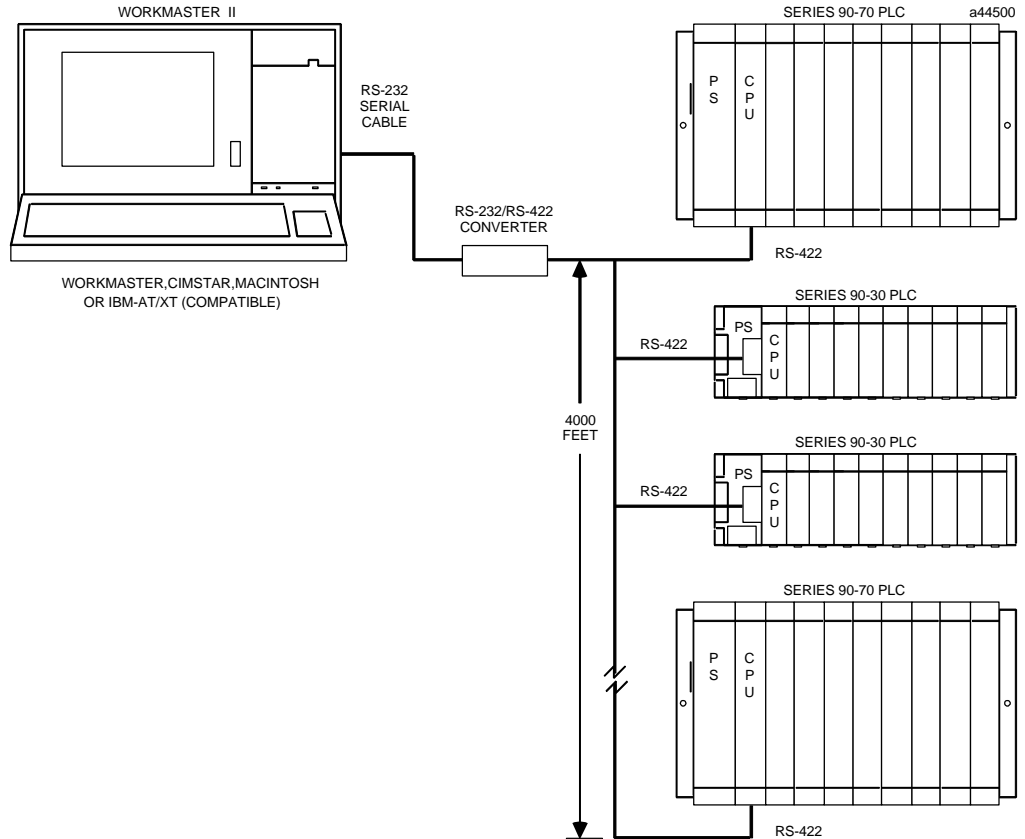 WORKMASTER II
SERIES 90-70 PLC
a44500
P
S
C
P
U
RS-232
SERIAL
CABLE
RS-232/RS-422
CONVERTER
RS-422
WORKMASTER,CIMSTAR,MACINTOSH
OR IBM-AT/XT (COMPATIBLE)
SERIES 90-30 PLC
PS
C
P
U
RS-422
4000
FEET
SERIES 90-30 PLC
PS
C
P
U
RS-422
SERIES 90-70 PLC
P
S
C
P
U
RS-422